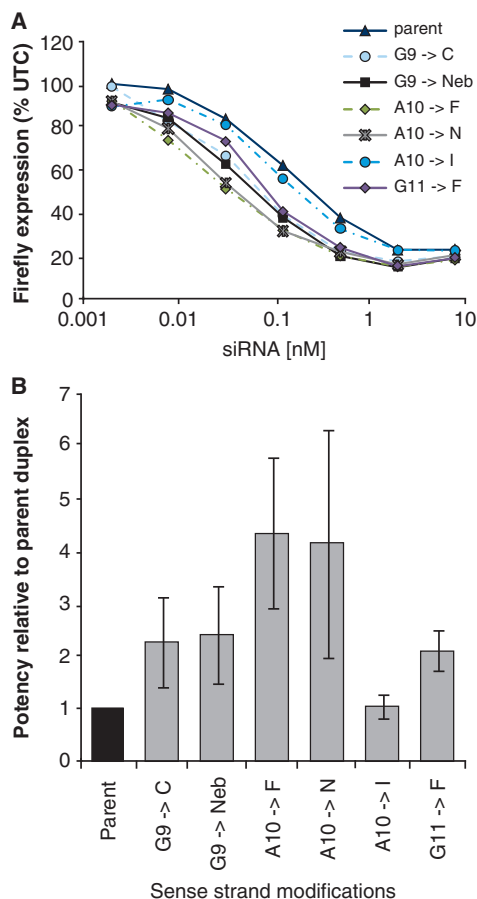 A
Firefly expression (% UTC)
120
100
80
60
40
20
0
0.001
0.01
0.1
1
10
siRNA [nM]
parent
G9 -> C
G9 -> Neb
A10 -> F
A10 -> N
A10 -> I
G11 -> F
B
Potency relative to parent duplex
7
6
5
4
3
2
1
0
Parent
G9 -> C
G9 -> Neb
A10 -> F
A10 -> N
A10 -> I
G11 -> F
Sense strand modifications